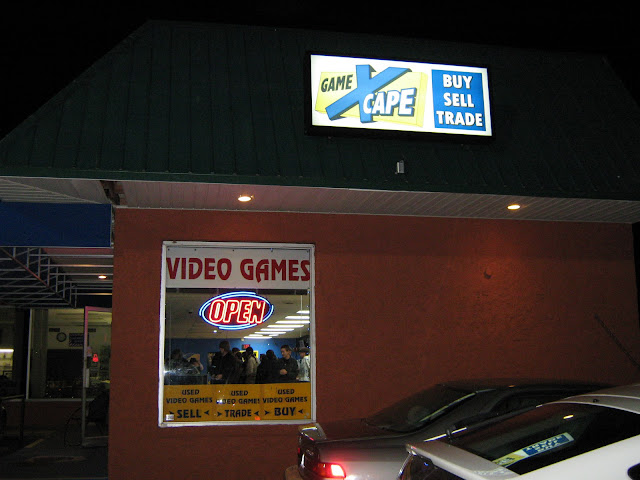 GAME
X
CAPE
BUY
SELL
TRADE
VIDEO GAMES
OPEN
USED VIDEO GAMES
SELL
USED VIDEO GAMES
TRADE
USED VIDEO GAMES
BUY